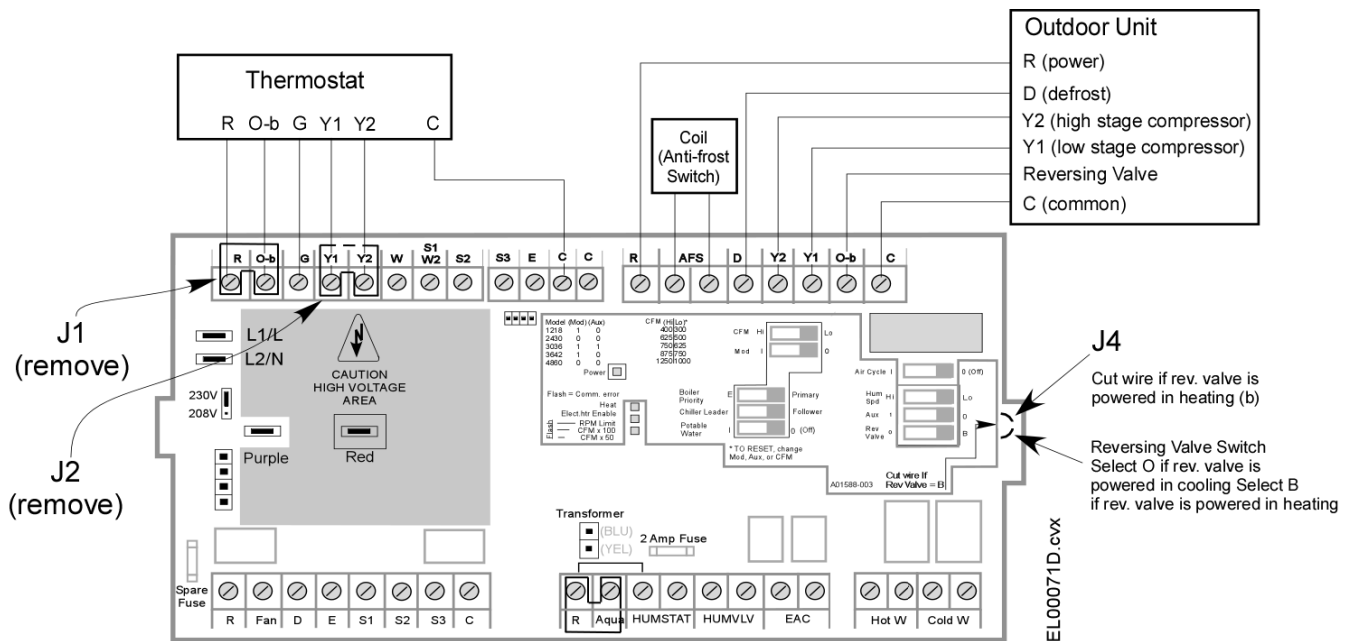 Outdoor Unit
R (power)
D (defrost)
Y2 (high stage compressor)
Y1 (low stage compressor)
Reversing Valve
C (common)
Thermostat
R O-b G Y1 Y2 C
Coil
(Anti-frost
Switch)
R O-b G Y1 Y2 W S1 W2 S2 S3 E C C
R AFS D Y2 Y1 O-b C
J1
(remove)
J2
(remove)
L1/L
L2/N
230V
208V
Purple
CAUTION
HIGH VOLTAGE
AREA
Red
Model (Mod) (Aux) CFM (Hi/Lo)*
1218 1 0 400 300
2430 0 0 625 500
3036 1 1 750 625
3642 1 0 875 750
4860 0 0 1250 1000
Power
Flash = Comm. error
Heat
Elect.htr Enable
Flash
RPM Limit
CFM x 100
CFM x 50
CFM Hi Lo
Mod I 0
Boiler
Priority E Primary
Chiller Leader Follower
Potable
Water I 0 (Off)
* TO RESET, change
Mod, Aux, or CFM
Air Cycle I 0 (Off)
Hum
Spd Hi Lo
Aux 1 0
Rev
Valve o B
A01588-003
Cut wire If
Rev Valve = B
J4
Cut wire if rev. valve is
powered in heating (b)
Reversing Valve Switch
Select O if rev. valve is
powered in cooling Select B
if rev. valve is powered in heating
Transformer
(BLU)
(YEL)
2 Amp Fuse
Spare
Fuse
R Fan D E S1 S2 S3 C
R Aqua HUMSTAT HUMVLV EAC
Hot W Cold W
EL00071D.cvx